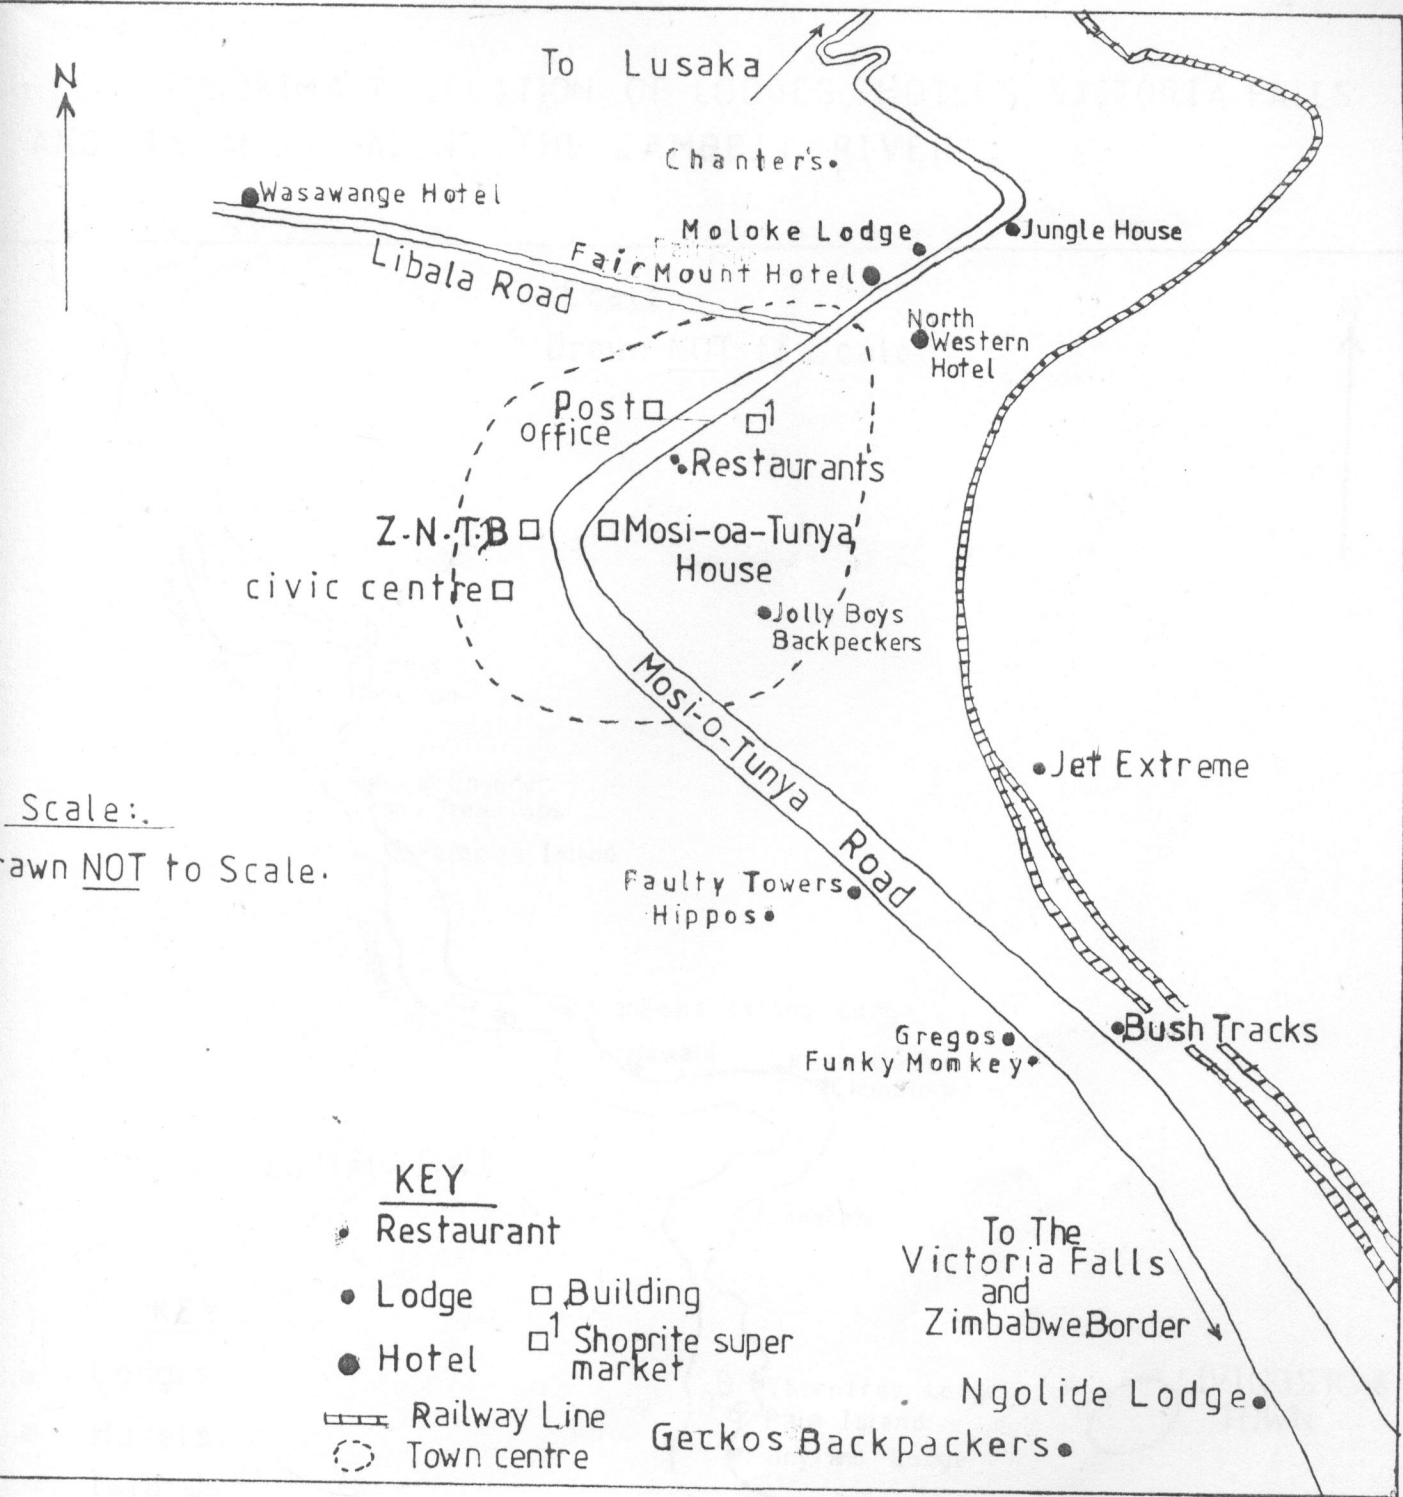 N
To Lusaka
Chanter's
Wasawange Hotel
Moloke Lodge
Jungle House
Fair Mount Hotel
Libala Road
North
Western
Hotel
Post
office
1
Restaurants
Z.N.T.B
Mosi-oa-Tunya
House
civic centre
Jolly Boys
Backpeckers
Mosi-o-Tunya Road
Jet Extreme
Scale:
rawn NOT to Scale.
Faulty Towers
Hippos
Bush Tracks
Gregos
Funky Momkey
KEY
Restaurant
Lodge
Building
Hotel
1 Shoprite super
market
Railway Line
Town centre
To The
Victoria Falls
and
Zimbabwe Border
Ngolide Lodge
Geckos Backpackers